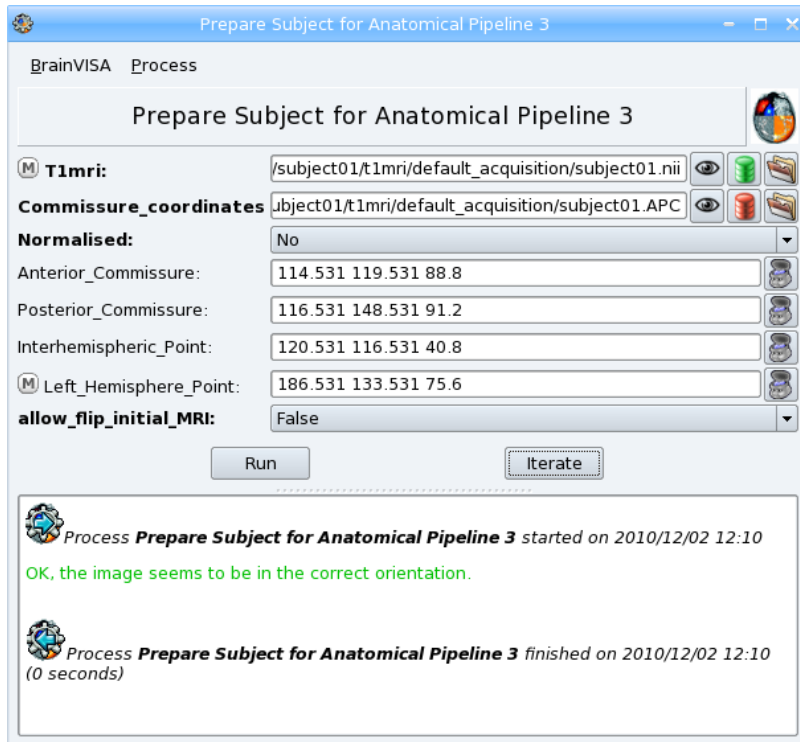 Prepare Subject for Anatomical Pipeline 3
BrainVISA Process
Prepare Subject for Anatomical Pipeline 3
M T1mri: /subject01/t1mri/default_acquisition/subject01.nii
Commissure_coordinates ubject01/t1mri/default_acquisition/subject01.APC
Normalised: No
Anterior_Commissure: 114.531 119.531 88.8
Posterior_Commissure: 116.531 148.531 91.2
Interhemispheric_Point: 120.531 116.531 40.8
M Left_Hemisphere_Point: 186.531 133.531 75.6
allow_flip_initial_MRI: False
Run Iterate
Process Prepare Subject for Anatomical Pipeline 3 started on 2010/12/02 12:10
OK, the image seems to be in the correct orientation.
Process Prepare Subject for Anatomical Pipeline 3 finished on 2010/12/02 12:10
(0 seconds)